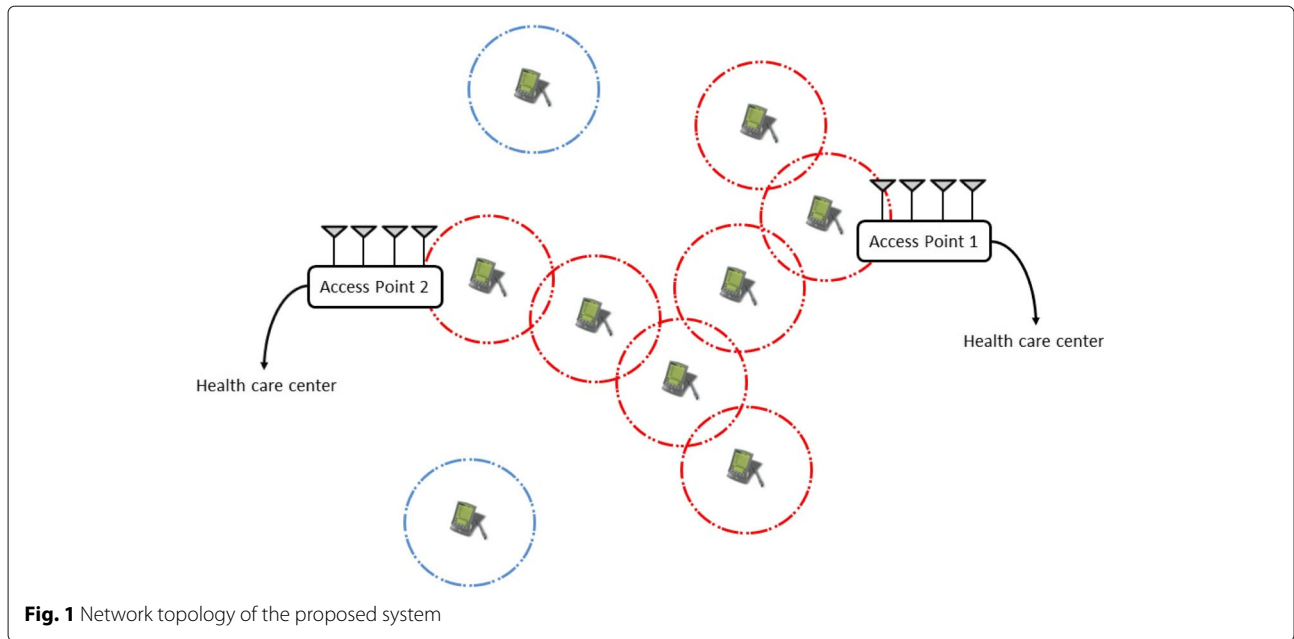 Access Point 1
Access Point 2
Health care center
Health care center
Fig. 1 Network topology of the proposed system